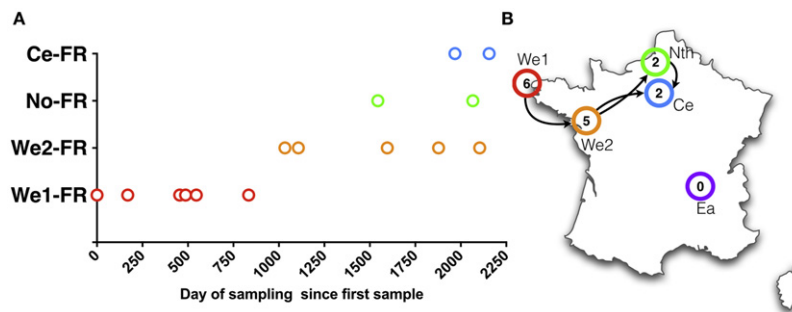 A
Ce-FR
No-FR
We2-FR
We1-FR
0
250
500
750
1000
1250
1500
1750
2000
2250
Day of sampling since first sample
B
We1
6
Nth
2
2
Ce
5
We2
0
Ea